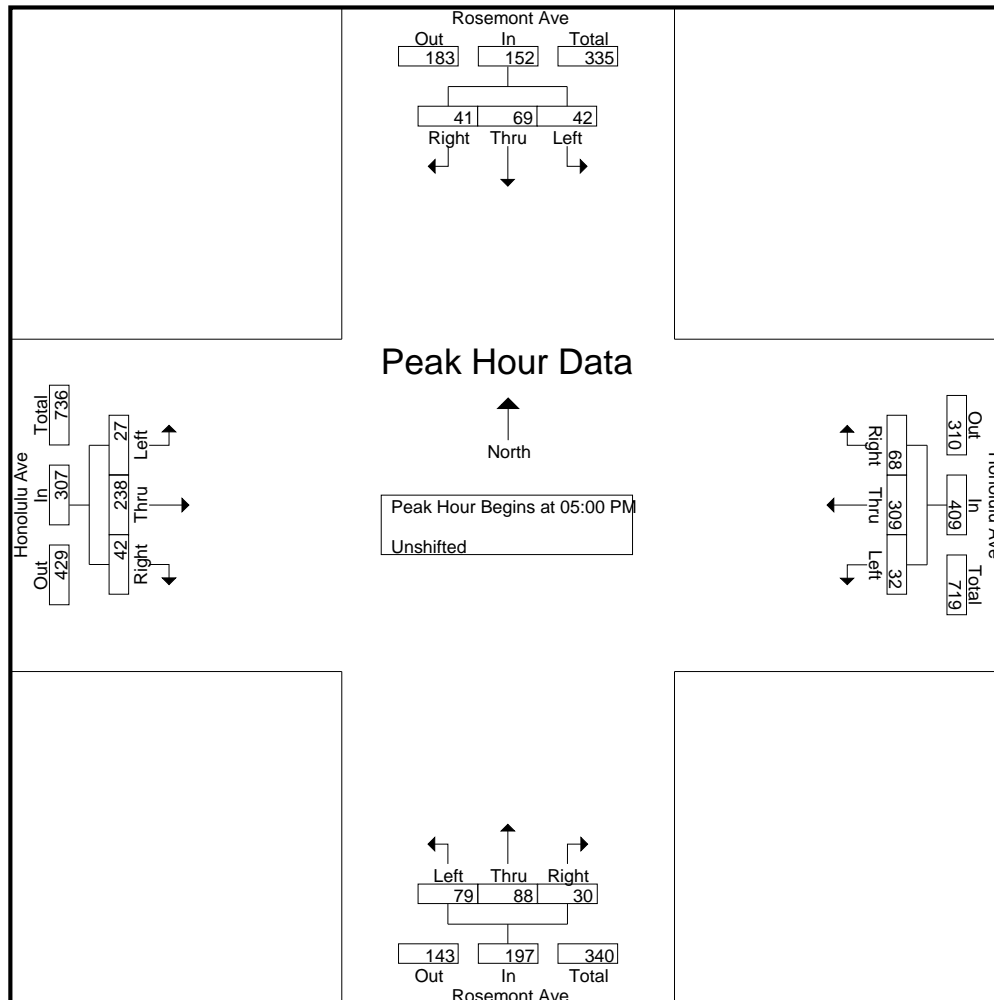 Rosemont Ave
Out In Total
183 152 335
41 69 42
Right Thru Left
Peak Hour Data
North
Peak Hour Begins at 05:00 PM
Unshifted
Honolulu Ave
Total In Out
736 307 429
27 238 42
Left Thru Right
Right Thru Left
68 309 32
310 409 719
Out In Total
Honolulu Ave
Left Thru Right
79 88 30
143 197 340
Out In Total
Rosemont Ave